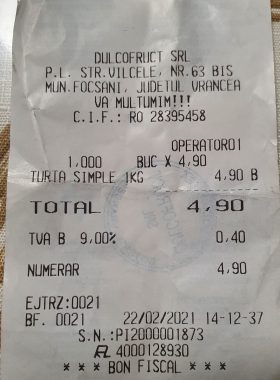 DULCOFRUCT SRL
P.L. STR.VILCELE, NR.63 BIS
MUN.FOCSANI, JUDETUL VRANCEA
VA MULTUMIM!!!
C.I.F.: RO 28395458
OPERATOR01
1,000 BUC X 4,90
TURTA SIMPLE 1KG 4,90 B
TOTAL 4,90
TVA B 9,00% 0,40
NUMERAR 4,90
EJTRZ:0021
BF. 0021 22/02/2021 14-12-37
S.N.:PI2000001873
FL 4000128930
*** BON FISCAL ***